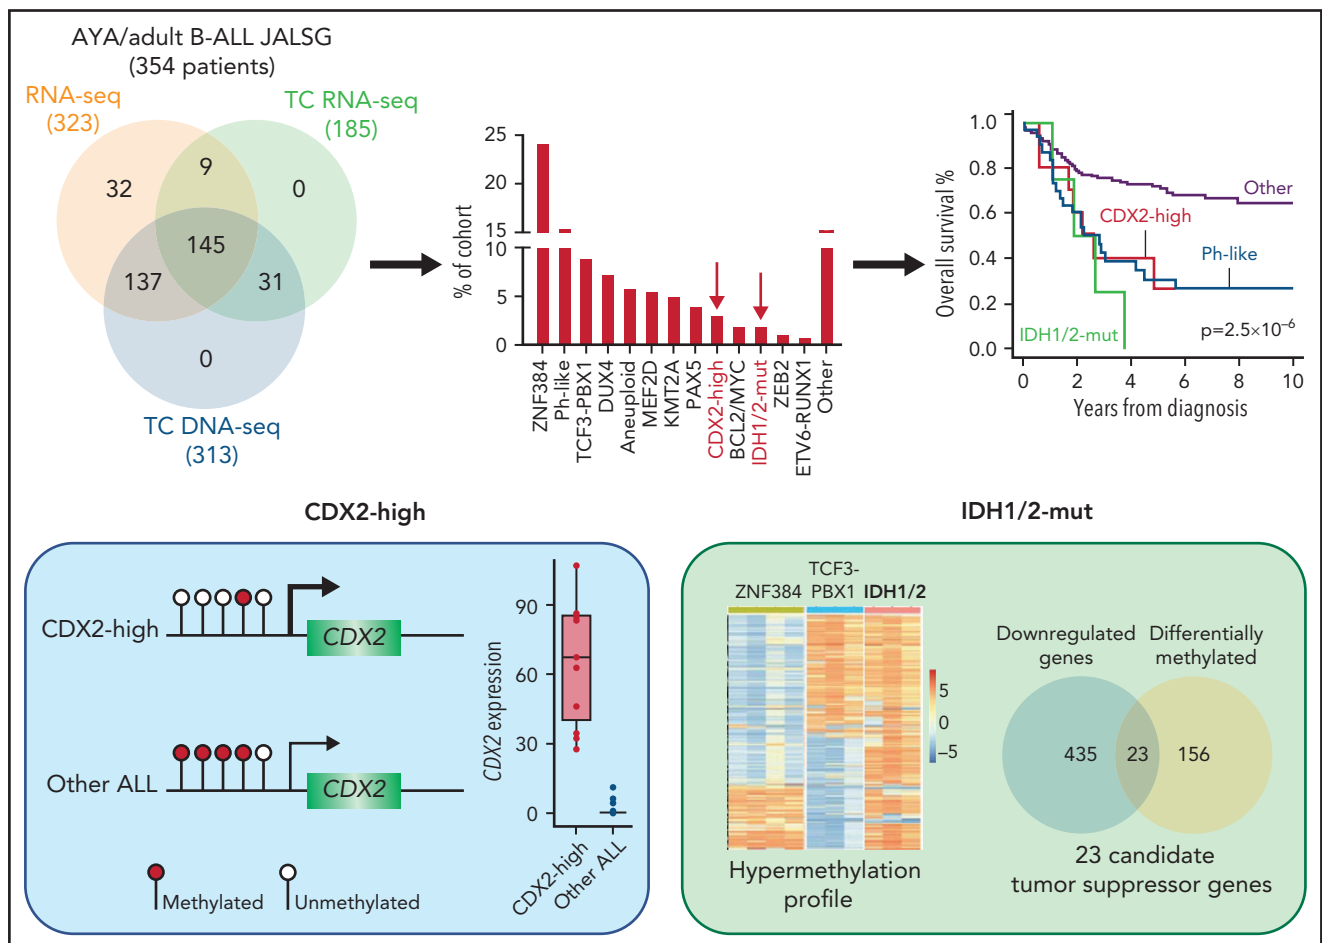 AYA/adult B-ALL JALSG
(354 patients)
RNA-seq
(323)
TC RNA-seq
(185)
9
32
0
145
137
31
0
TC DNA-seq
(313)
% of cohort
25
20
15
10
5
0
ZNF384
Ph-like
TCF3-PBX1
DUX4
Aneuploid
MEF2D
KMT2A
PAX5
CDX2-high
BCL2/MYC
IDH1/2-mut
ZEB2
ETV6-RUNX1
Other
Overall survival %
1.0
0.8
0.6
0.4
0.2
0.0
Other
CDX2-high
Ph-like
IDH1/2-mut
p=2.5×10⁻⁶
0 2 4 6 8 10
Years from diagnosis
CDX2-high
CDX2-high
CDX2
Other ALL
CDX2
Methylated
Unmethylated
CDX2 expression
90
60
30
0
CDX2-high
Other ALL
IDH1/2-mut
ZNF384
TCF3-
PBX1
IDH1/2
5
0
−5
Hypermethylation
profile
Downregulated
genes
Differentially
methylated
435
23
156
23 candidate
tumor suppressor genes